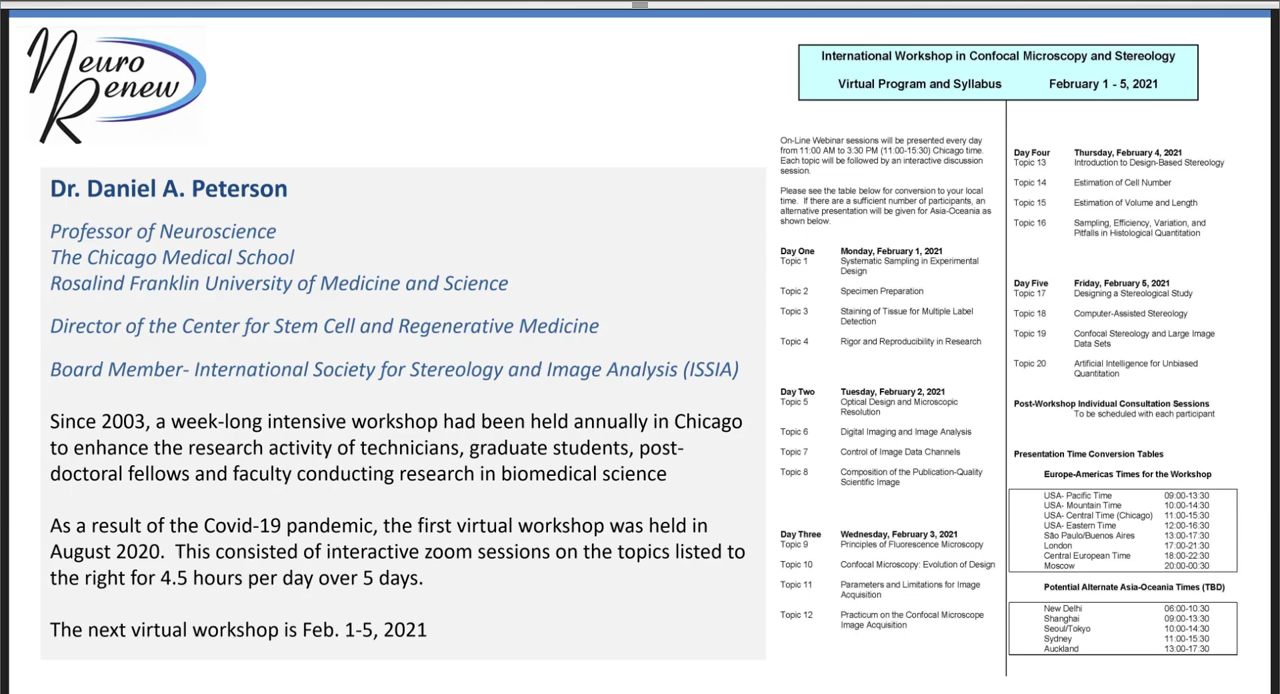 Neuro
Renew
Dr. Daniel A. Peterson
Professor of Neuroscience
The Chicago Medical School
Rosalind Franklin University of Medicine and Science
Director of the Center for Stem Cell and Regenerative Medicine
Board Member- International Society for Stereology and Image Analysis (ISSIA)
Since 2003, a week-long intensive workshop had been held annually in Chicago
to enhance the research activity of technicians, graduate students, post-
doctoral fellows and faculty conducting research in biomedical science
As a result of the Covid-19 pandemic, the first virtual workshop was held in
August 2020. This consisted of interactive zoom sessions on the topics listed to
the right for 4.5 hours per day over 5 days.
The next virtual workshop is Feb. 1-5, 2021
International Workshop in Confocal Microscopy and Stereology
Virtual Program and Syllabus February 1 - 5, 2021
On-Line Webinar sessions will be presented every day
from 11:00 AM to 3:30 PM (11:00-15:30) Chicago time.
Each topic will be followed by an interactive discussion
session.
Please see the table below for conversion to your local
time. If there are a sufficient number of participants, an
alternative presentation will be given for Asia-Oceania as
shown below.
Day One Monday, February 1, 2021
Topic 1 Systematic Sampling in Experimental
Design
Topic 2 Specimen Preparation
Topic 3 Staining of Tissue for Multiple Label
Detection
Topic 4 Rigor and Reproducibility in Research
Day Two Tuesday, February 2, 2021
Topic 5 Optical Design and Microscopic
Resolution
Topic 6 Digital Imaging and Image Analysis
Topic 7 Control of Image Data Channels
Topic 8 Composition of the Publication-Quality
Scientific Image
Day Three Wednesday, February 3, 2021
Topic 9 Principles of Fluorescence Microscopy
Topic 10 Confocal Microscopy: Evolution of Design
Topic 11 Parameters and Limitations for Image
Acquisition
Topic 12 Practicum on the Confocal Microscope
Image Acquisition
Day Four Thursday, February 4, 2021
Topic 13 Introduction to Design-Based Stereology
Topic 14 Estimation of Cell Number
Topic 15 Estimation of Volume and Length
Topic 16 Sampling, Efficiency, Variation, and
Pitfalls in Histological Quantitation
Day Five Friday, February 5, 2021
Topic 17 Designing a Stereological Study
Topic 18 Computer-Assisted Stereology
Topic 19 Confocal Stereology and Large Image
Data Sets
Topic 20 Artificial Intelligence for Unbiased
Quantitation
Post-Workshop Individual Consultation Sessions
To be scheduled with each participant
Presentation Time Conversion Tables
Europe-Americas Times for the Workshop
USA- Pacific Time 09:00-13:30
USA- Mountain Time 10:00-14:30
USA- Central Time (Chicago) 11:00-15:30
USA- Eastern Time 12:00-16:30
São Paulo/Buenos Aires 13:00-17:30
London 17:00-21:30
Central European Time 18:00-22:30
Moscow 20:00-00:30
Potential Alternate Asia-Oceania Times (TBD)
New Delhi 06:00-10:30
Shanghai 09:00-13:30
Seoul/Tokyo 10:00-14:30
Sydney 11:00-15:30
Auckland 13:00-17:30